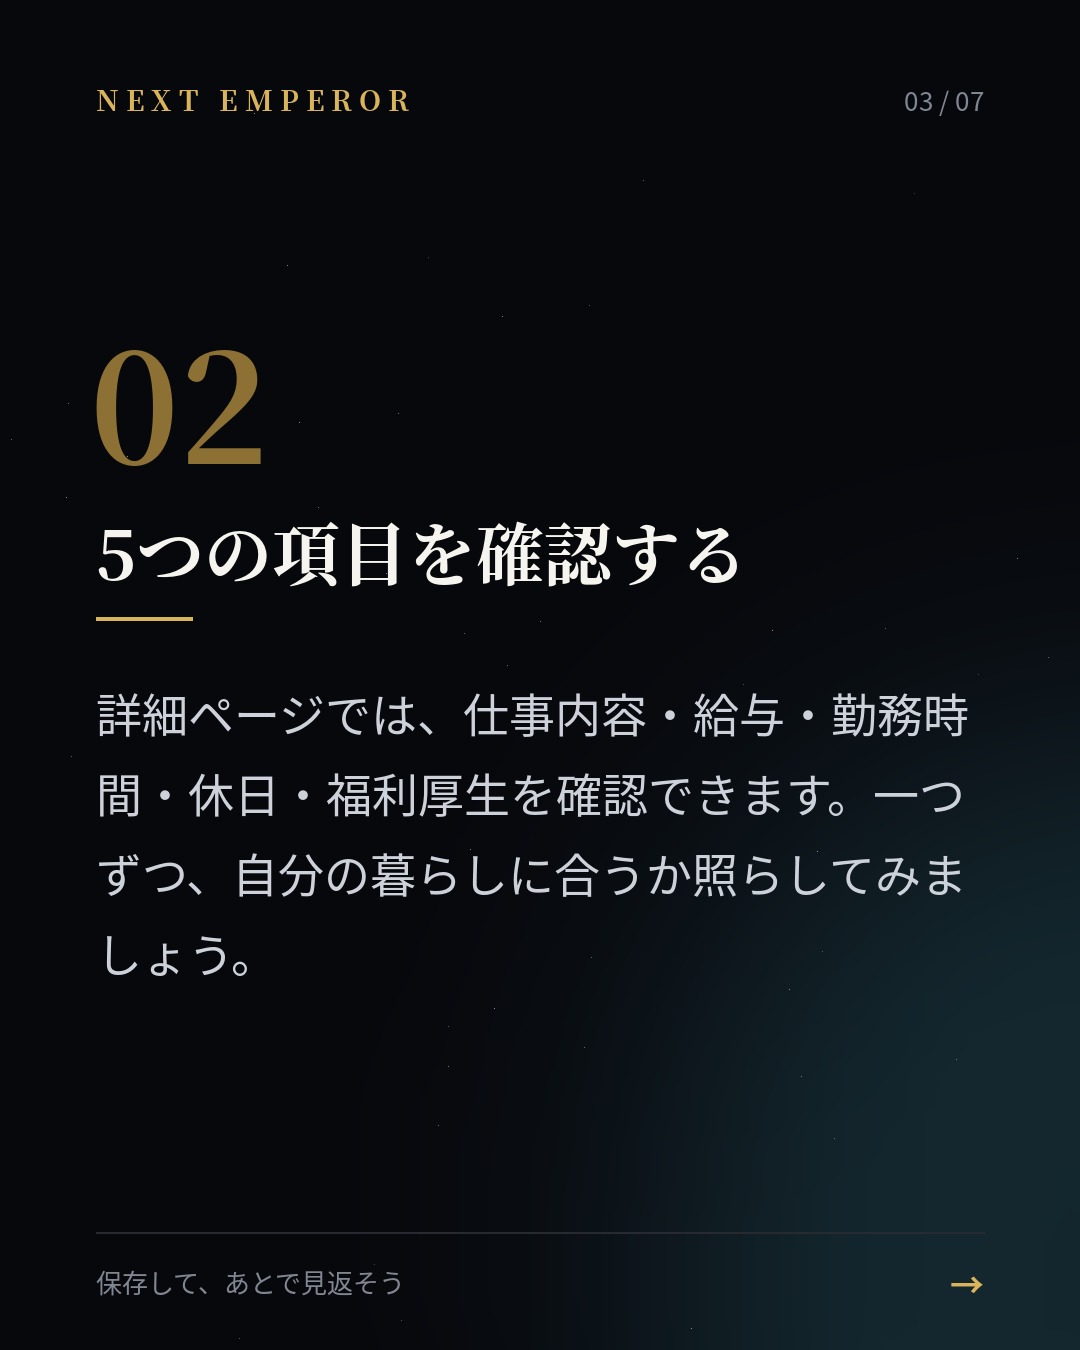 NEXT EMPEROR
03 / 07
02
5つの項目を確認する
詳細ページでは、仕事内容・給与・勤務時
間・休日・福利厚生を確認できます。一つ
ずつ、自分の暮らしに合うか照らしてみま
しょう。
保存して、あとで見返そう
→